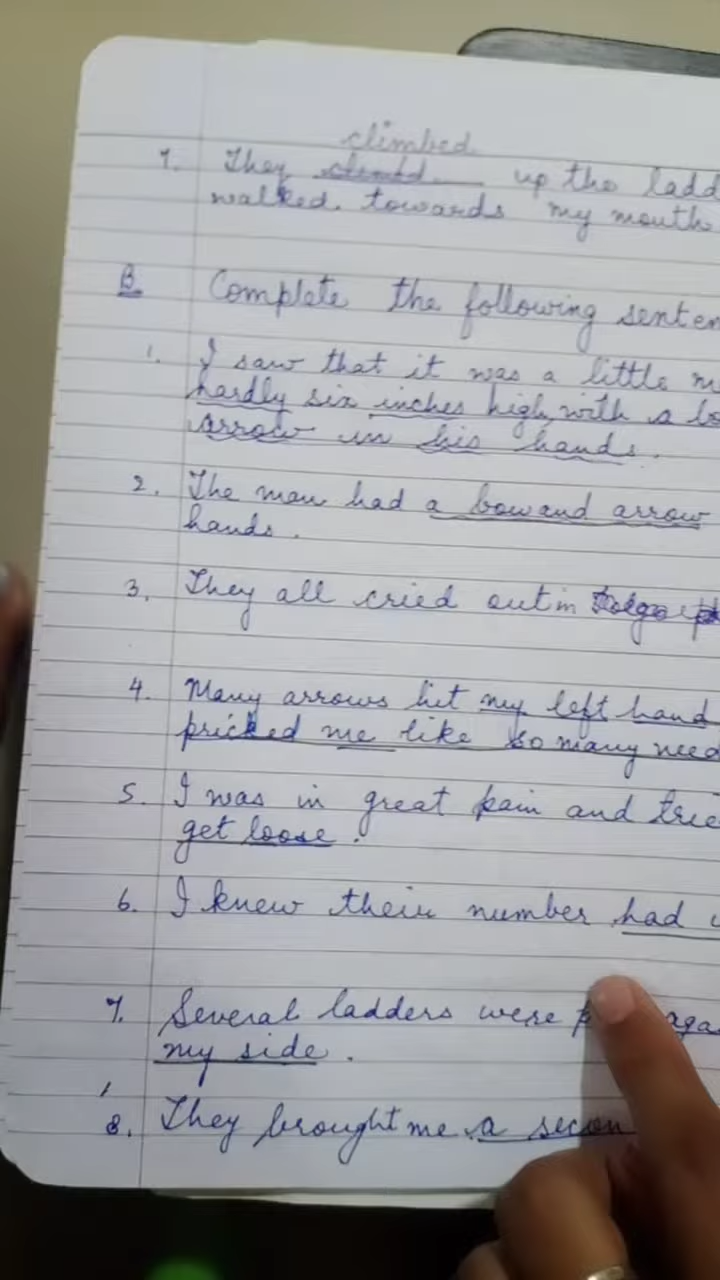 climbed
7. They up the ladd
walked. towards my mouth
B. Complete the following senten
1. I saw that it was a little m
hardly six inches high, with a bo
arrow in his hands.
2. The man had a bow and arrow
hands.
3. They all cried out in
4. Many arrows hit my left hand
pricked me like so many need
5. I was in great pain and trie
get loose.
6. I knew their number had
7. Several ladders were p aga
my side.
8. They brought me a secon